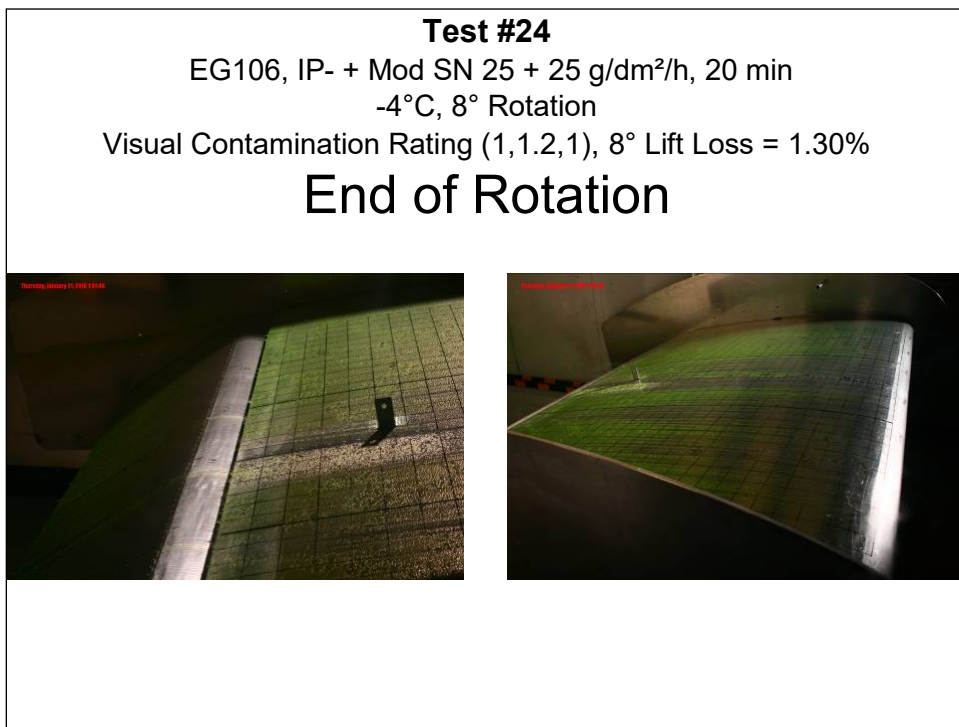 Test #24
EG106, IP- + Mod SN 25 + 25 g/dm²/h, 20 min
-4°C, 8° Rotation
Visual Contamination Rating (1,1.2,1), 8° Lift Loss = 1.30%
End of Rotation